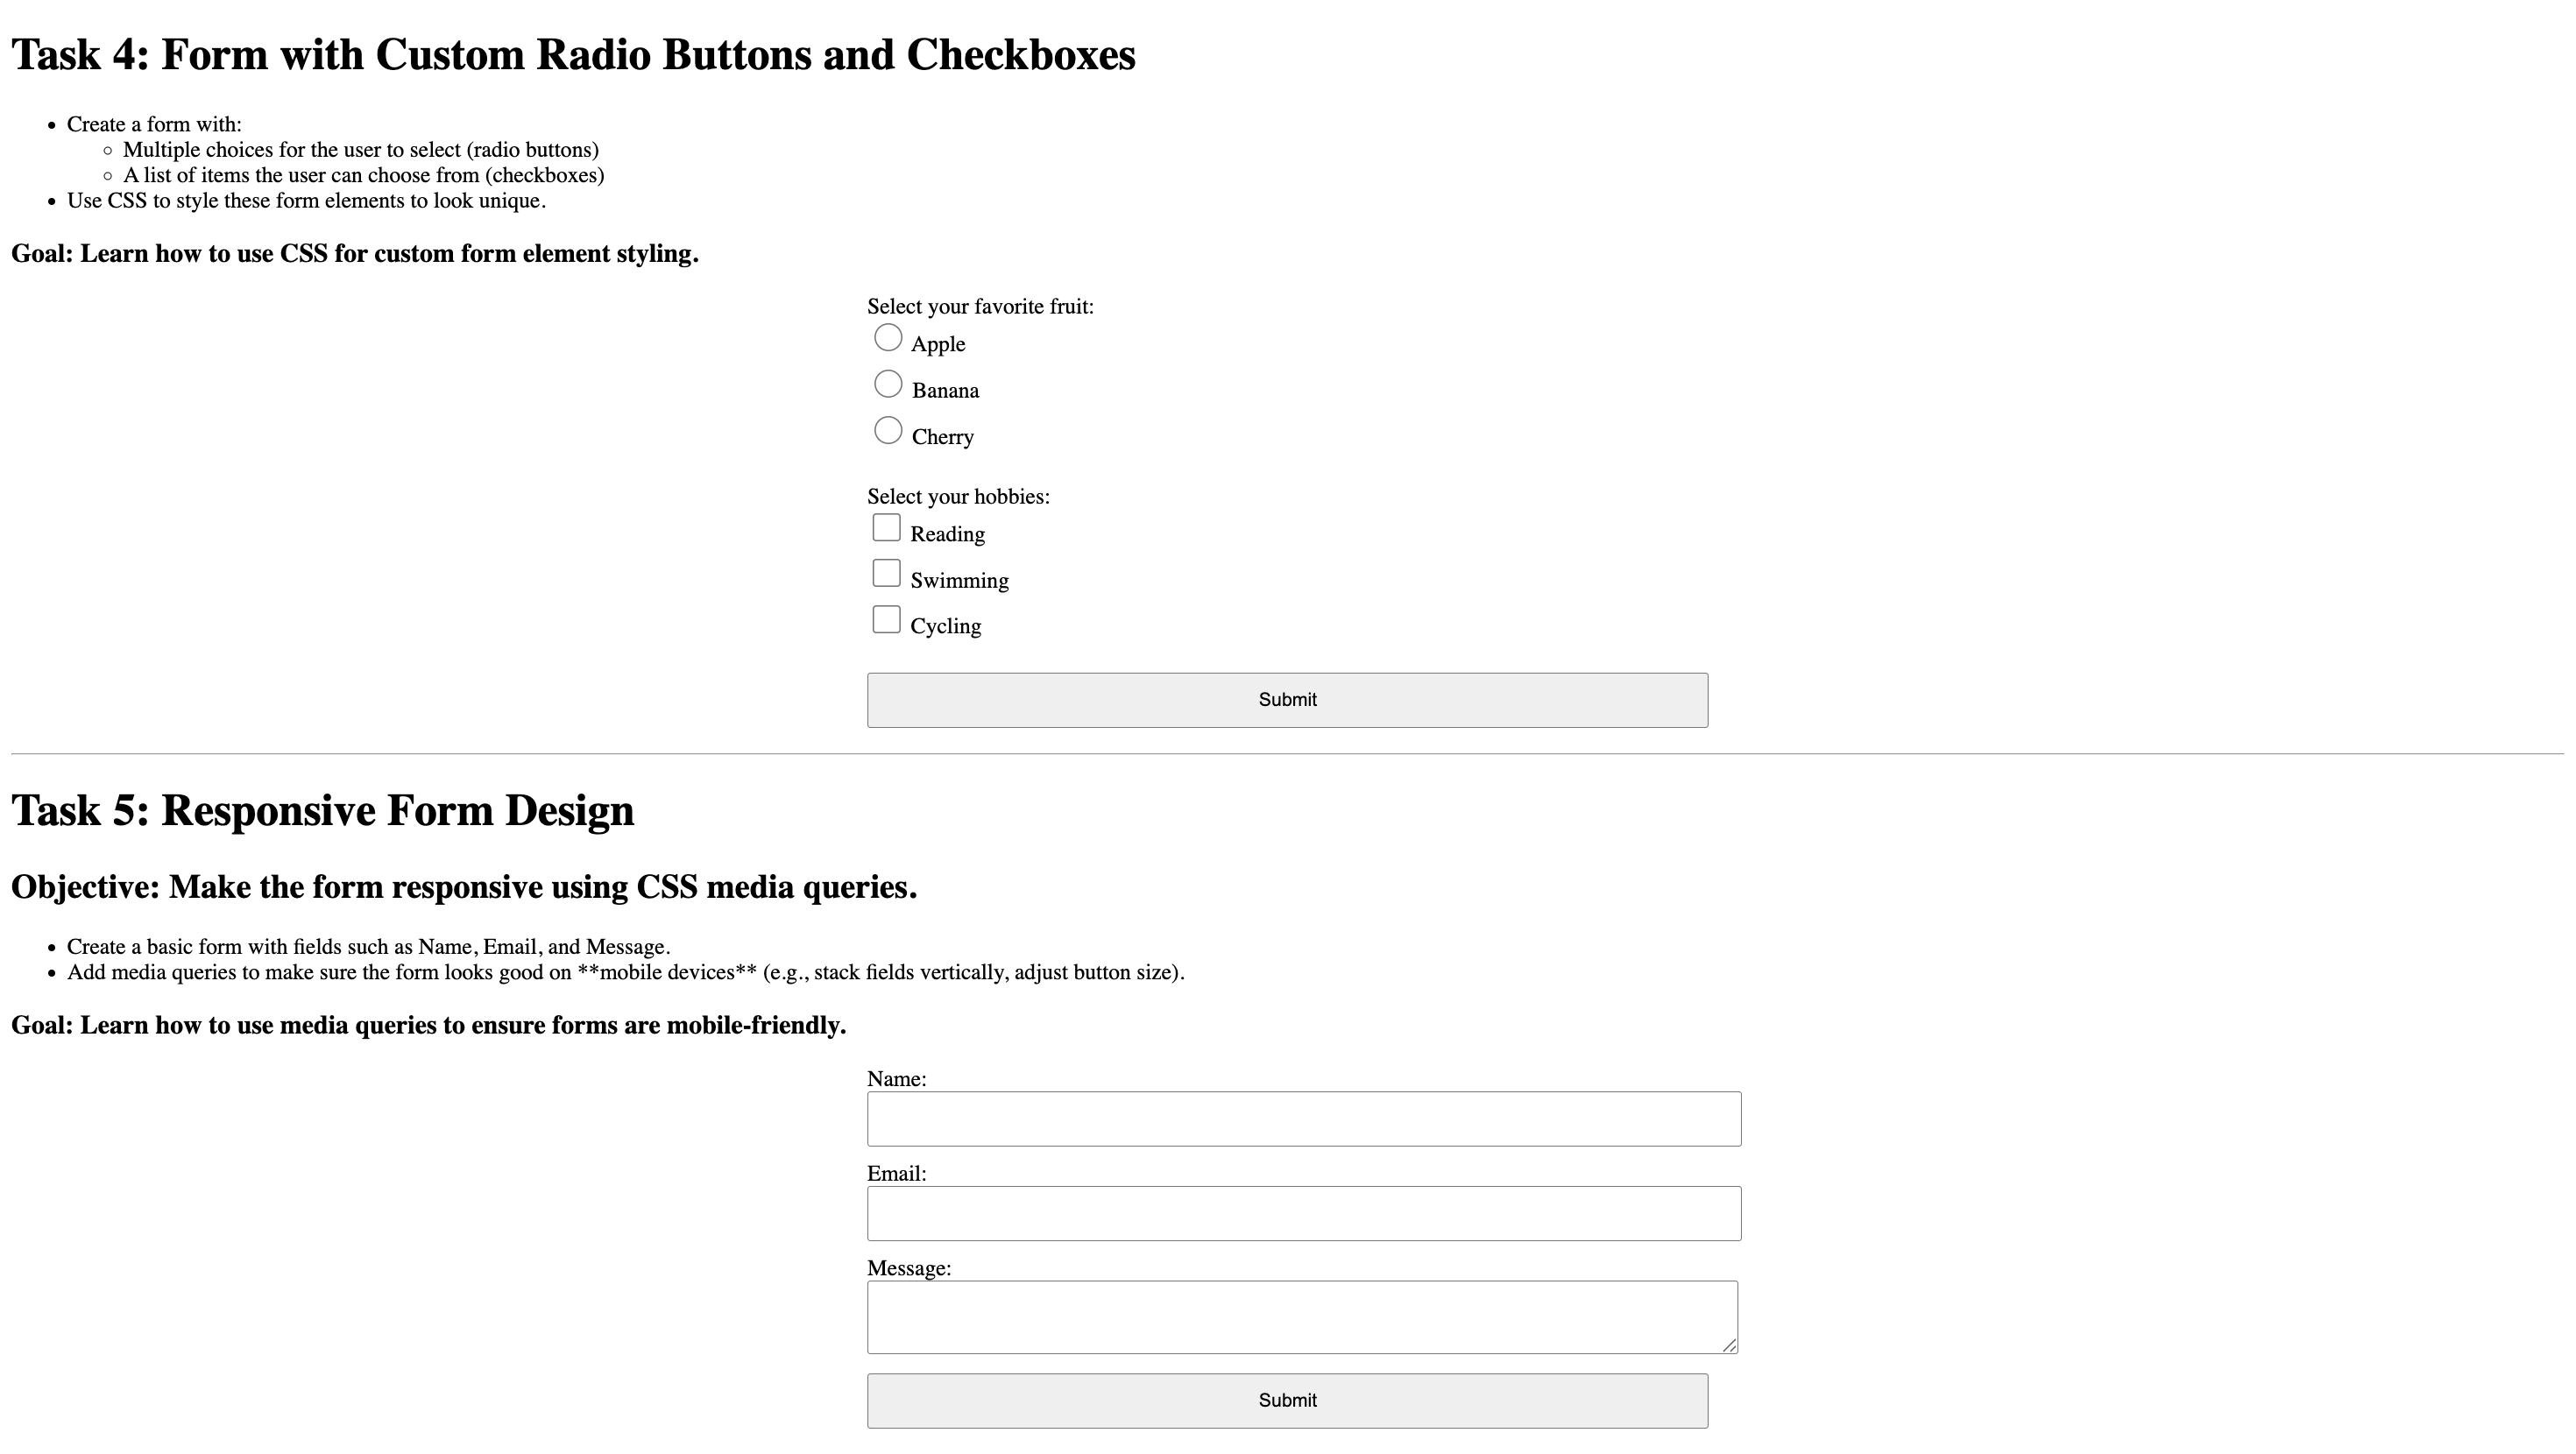 Task 4: Form with Custom Radio Buttons and Checkboxes
Create a form with:
Multiple choices for the user to select (radio buttons)
A list of items the user can choose from (checkboxes)
Use CSS to style these form elements to look unique.
Goal: Learn how to use CSS for custom form element styling.
Select your favorite fruit:
Apple
Banana
Cherry
Select your hobbies:
Reading
Swimming
Cycling
Submit
Task 5: Responsive Form Design
Objective: Make the form responsive using CSS media queries.
Create a basic form with fields such as Name, Email, and Message.
Add media queries to make sure the form looks good on **mobile devices** (e.g., stack fields vertically, adjust button size).
Goal: Learn how to use media queries to ensure forms are mobile-friendly.
Name:
Email:
Message:
Submit